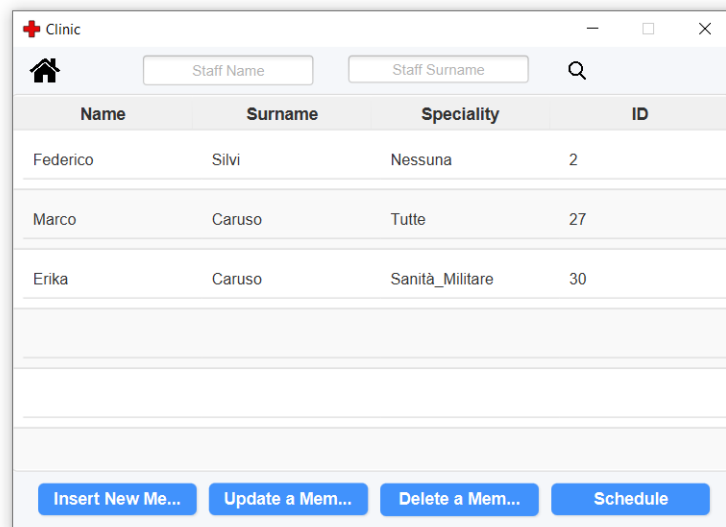 Clinic
Staff Name Staff Surname
Name Surname Speciality ID
Federico Silvi Nessuna 2
Marco Caruso Tutte 27
Erika Caruso Sanità_Militare 30
Insert New Me... Update a Mem... Delete a Mem... Schedule